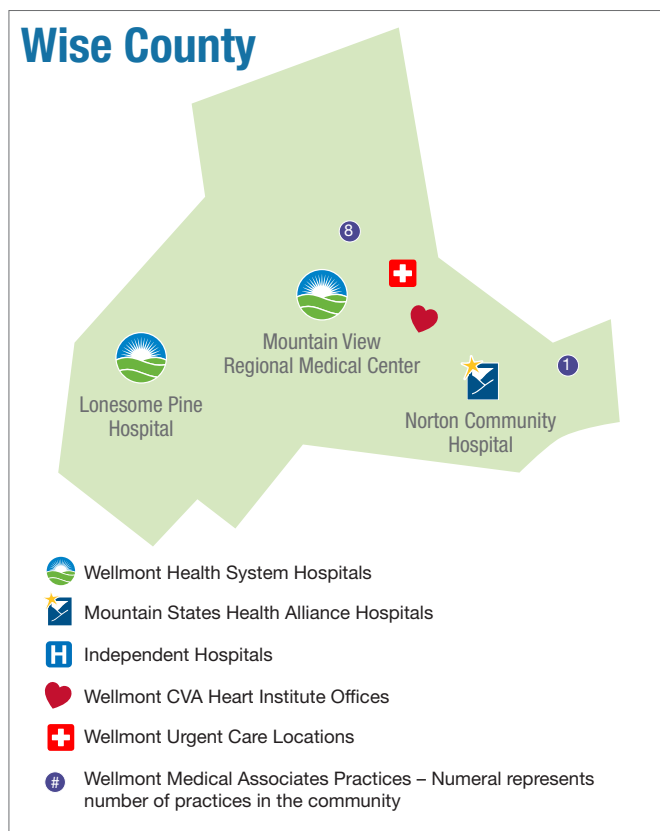 Wise County
8
Mountain View
Regional Medical Center
1
Lonesome Pine
Hospital
Norton Community
Hospital
Wellmont Health System Hospitals
Mountain States Health Alliance Hospitals
H
Independent Hospitals
Wellmont CVA Heart Institute Offices
Wellmont Urgent Care Locations
#
Wellmont Medical Associates Practices – Numeral represents
number of practices in the community